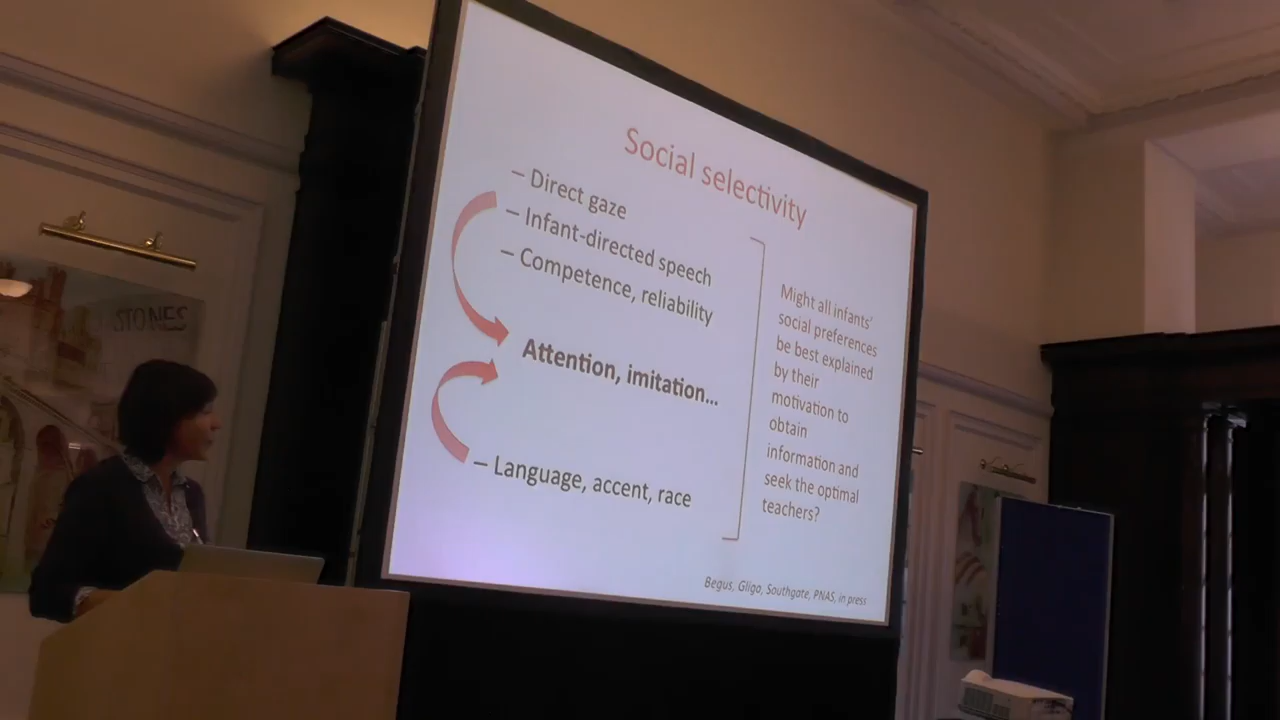 Social selectivity
– Direct gaze
– Infant-directed speech
– Competence, reliability
Attention, imitation...
– Language, accent, race
Might all infants'
social preferences
be best explained
by their
motivation to
obtain
information and
seek the optimal
teachers?
Begus, Gliga, Southgate, PNAS, in press